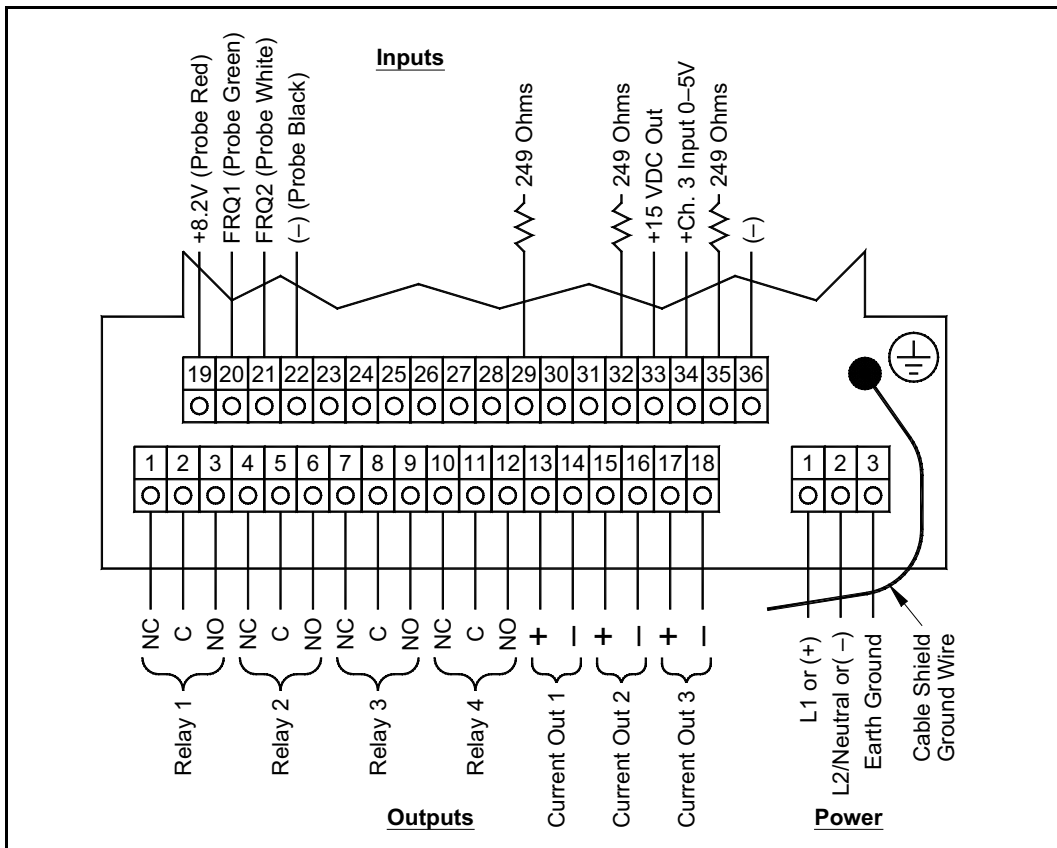 Inputs
+8.2V (Probe Red)
FRQ1 (Probe Green)
FRQ2 (Probe White)
(–) (Probe Black)
249 Ohms
249 Ohms
+15 VDC Out
+Ch. 3 Input 0–5V
249 Ohms
(–)
19 20 21 22 23 24 25 26 27 28 29 30 31 32 33 34 35 36
1 2 3 4 5 6 7 8 9 10 11 12 13 14 15 16 17 18
1 2 3
NC C NO NC C NO NC C NO NC C NO + – + – + –
Relay 1
Relay 2
Relay 3
Relay 4
Current Out 1
Current Out 2
Current Out 3
L1 or (+)
L2/Neutral or( –)
Earth Ground
Cable Shield
Ground Wire
Outputs
Power